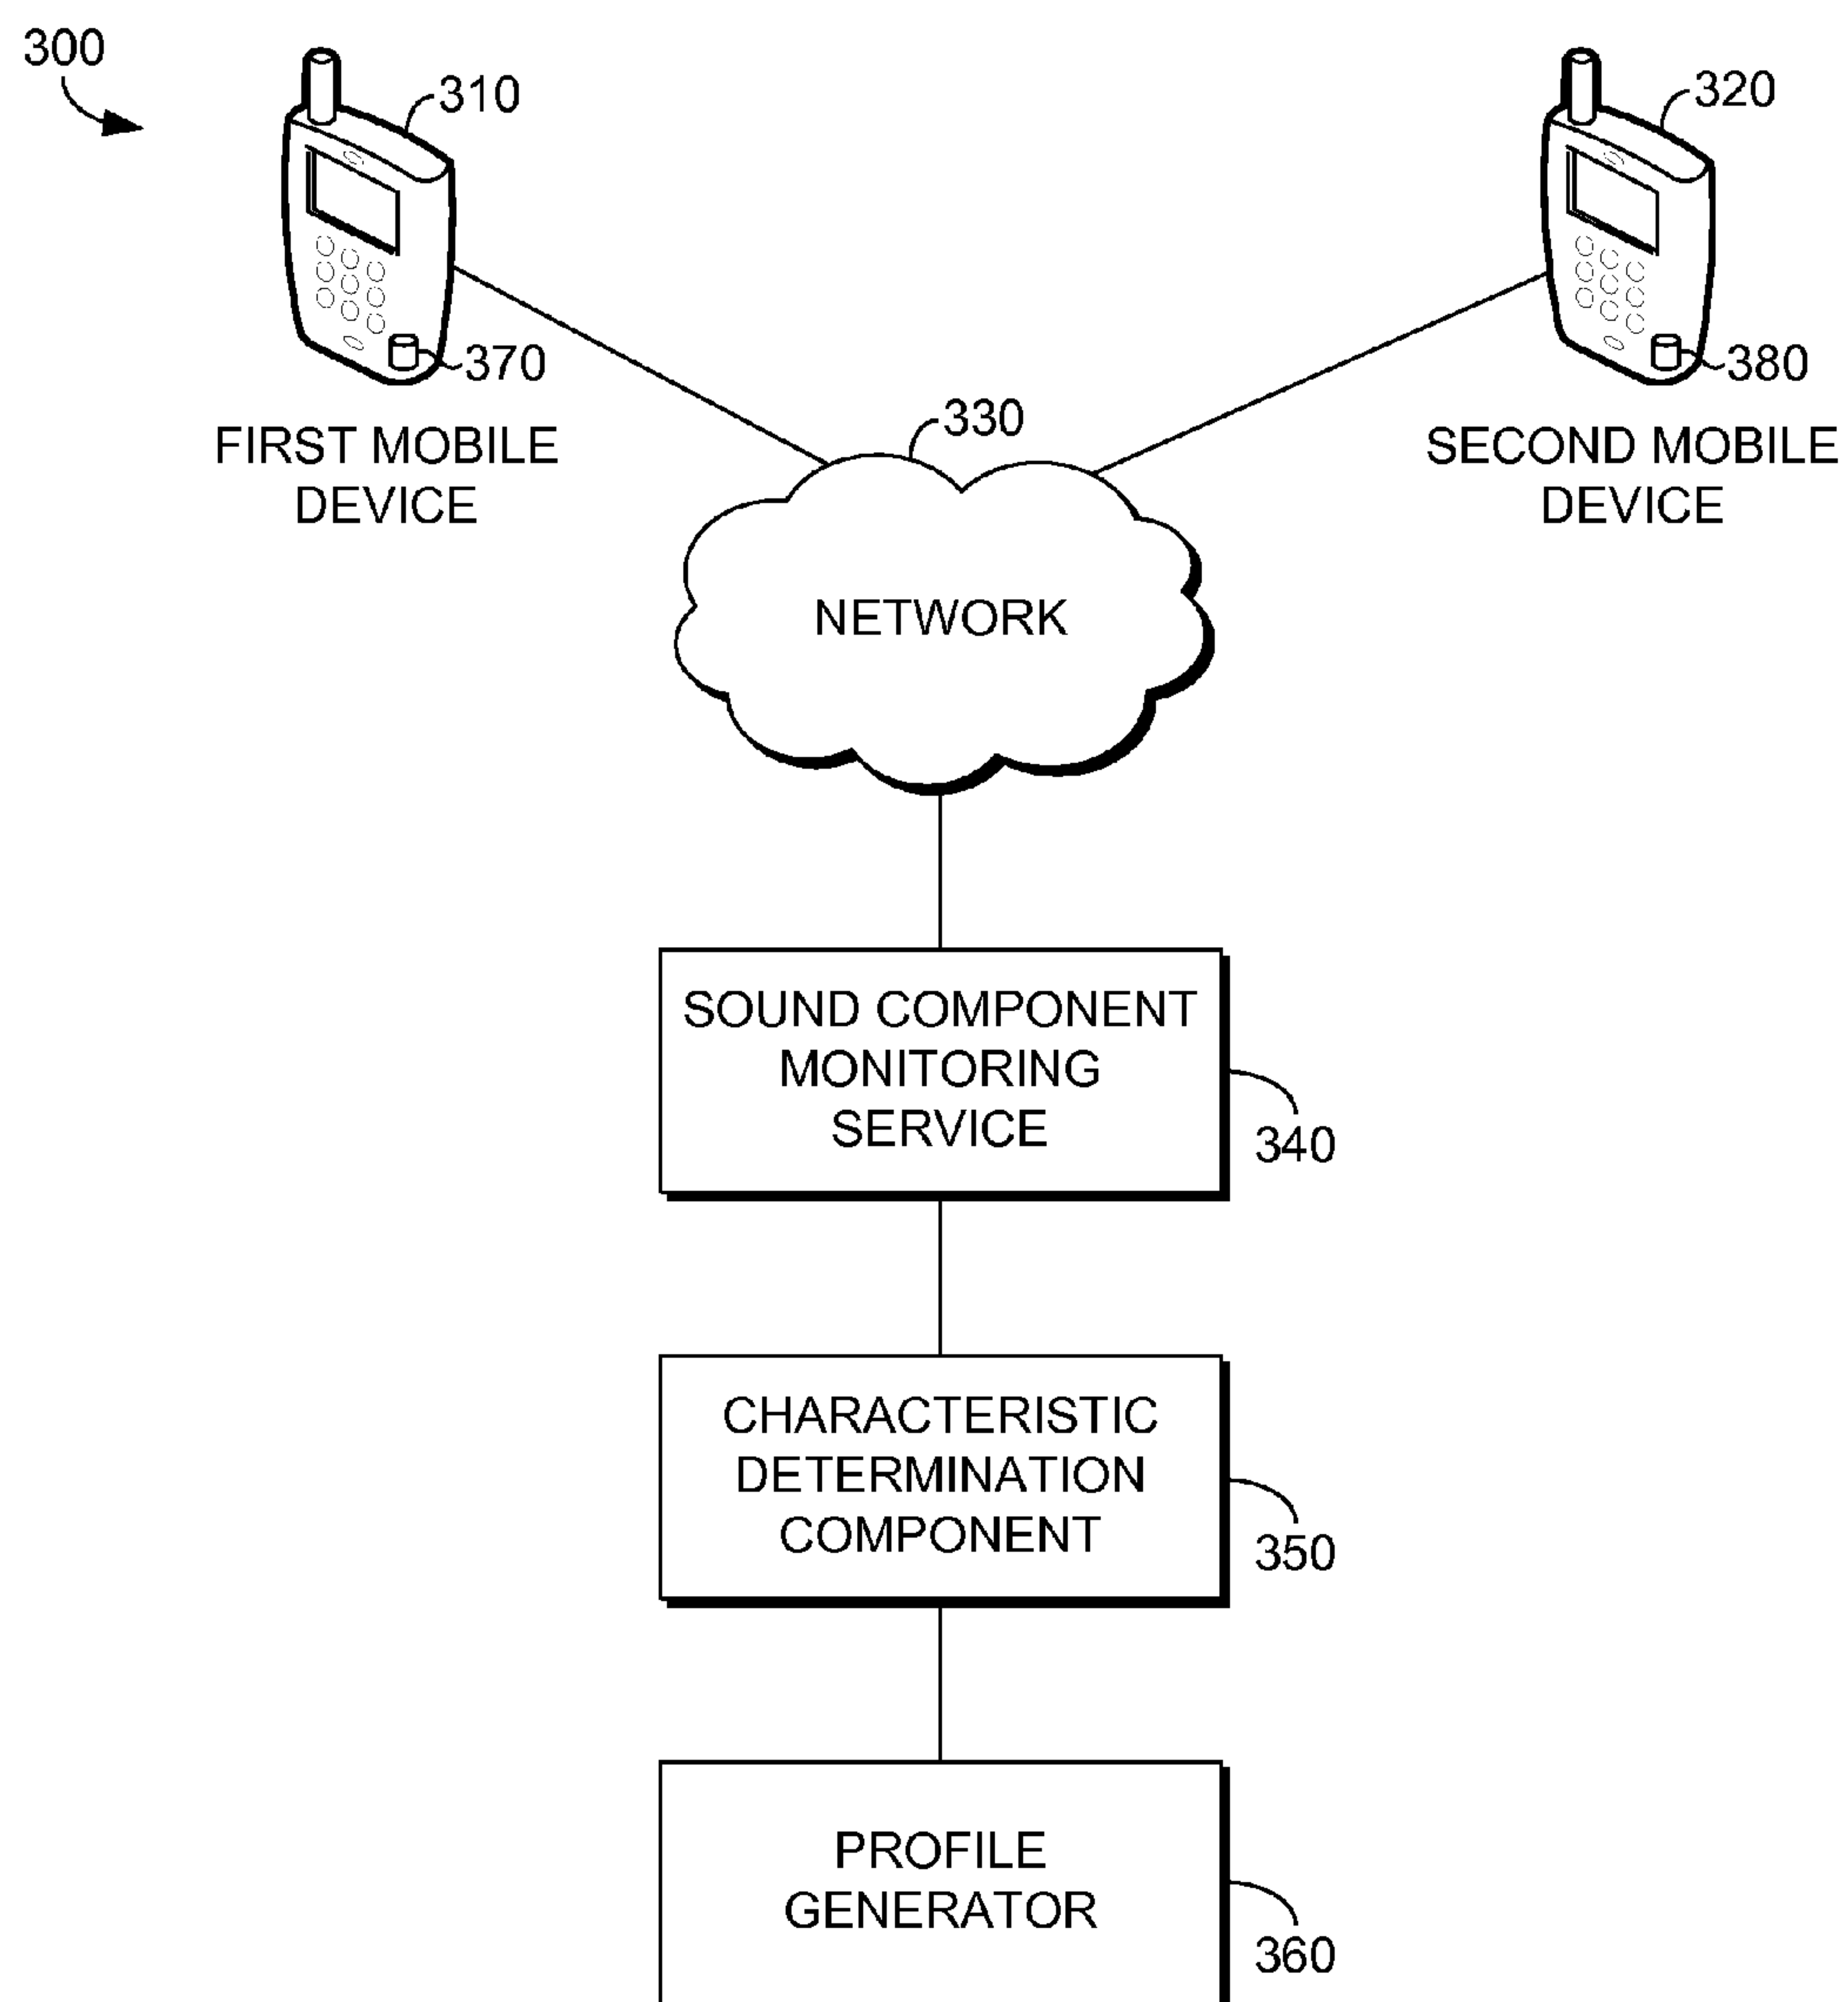 300
310
320
370
380
FIRST MOBILE
DEVICE
330
SECOND MOBILE
DEVICE
NETWORK
SOUND COMPONENT
MONITORING
SERVICE
340
CHARACTERISTIC
DETERMINATION
COMPONENT
350
PROFILE
GENERATOR
360